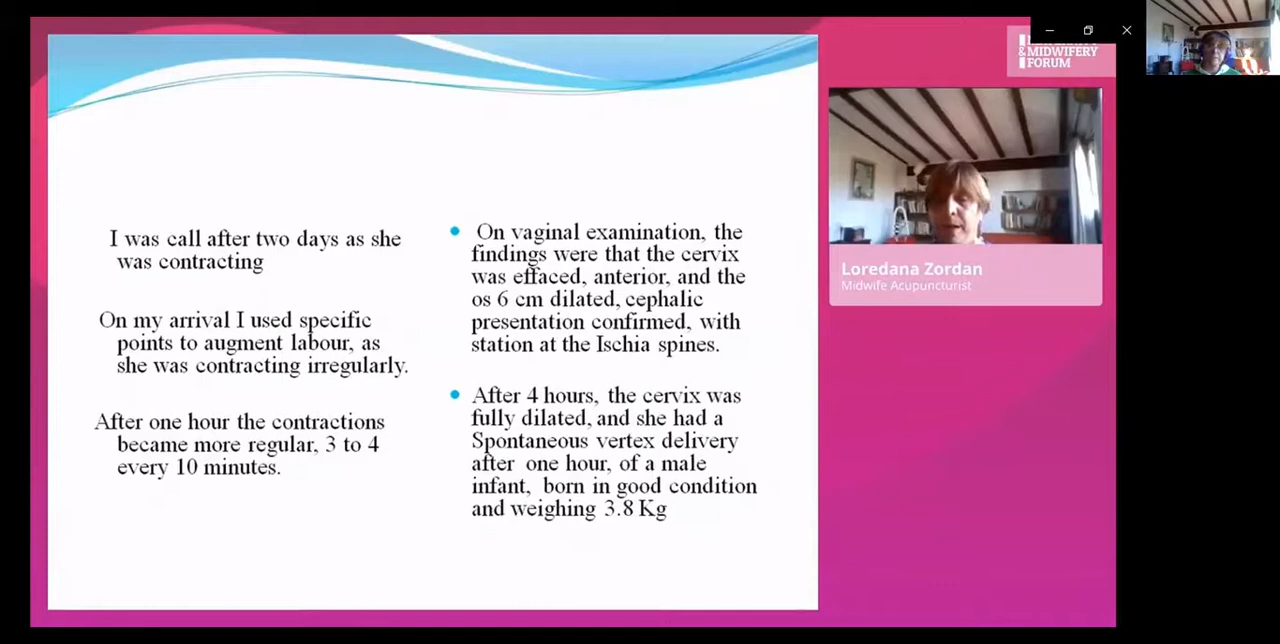 I was call after two days as she
was contracting
On my arrival I used specific
points to augment labour, as
she was contracting irregularly.
After one hour the contractions
became more regular, 3 to 4
every 10 minutes.
On vaginal examination, the
findings were that the cervix
was effaced, anterior, and the
os 6 cm dilated, cephalic
presentation confirmed, with
station at the Ischia spines.
After 4 hours, the cervix was
fully dilated, and she had a
Spontaneous vertex delivery
after one hour, of a male
infant, born in good condition
and weighing 3.8 Kg
& MIDWIFERY
FORUM
Loredana Zordan
Midwife Acupuncturist